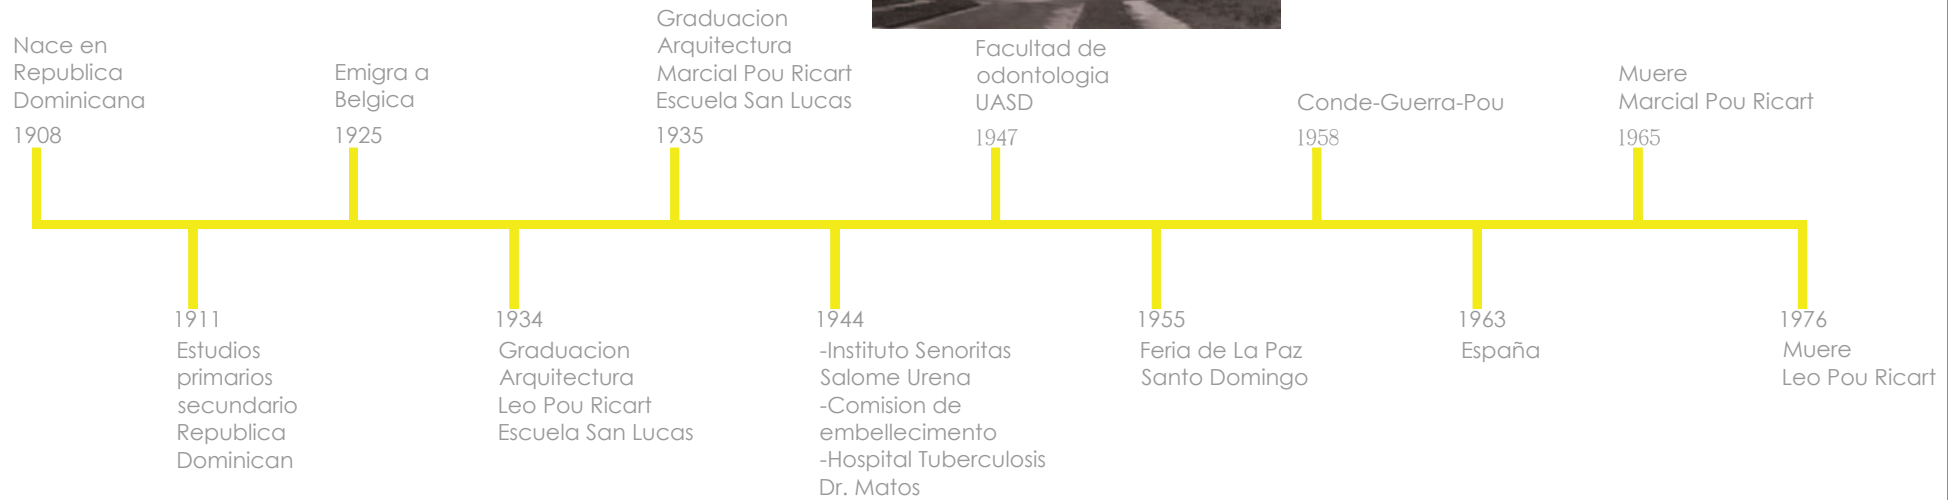 Nace en
Republica
Dominicana
1908
1911
Estudios
primarios
secundario
Republica
Dominican
Emigra a
Belgica
1925
1934
Graduacion
Arquitectura
Leo Pou Ricart
Escuela San Lucas
Graduacion
Arquitectura
Marcial Pou Ricart
Escuela San Lucas
1935
1944
-Instituto Senoritas
Salome Urena
-Comision de
embellecimento
-Hospital Tuberculosis
Dr. Matos
Facultad de
odontologia
UASD
1947
1955
Feria de La Paz
Santo Domingo
Conde-Guerra-Pou
1958
1963
España
Muere
Marcial Pou Ricart
1965
1976
Muere
Leo Pou Ricart